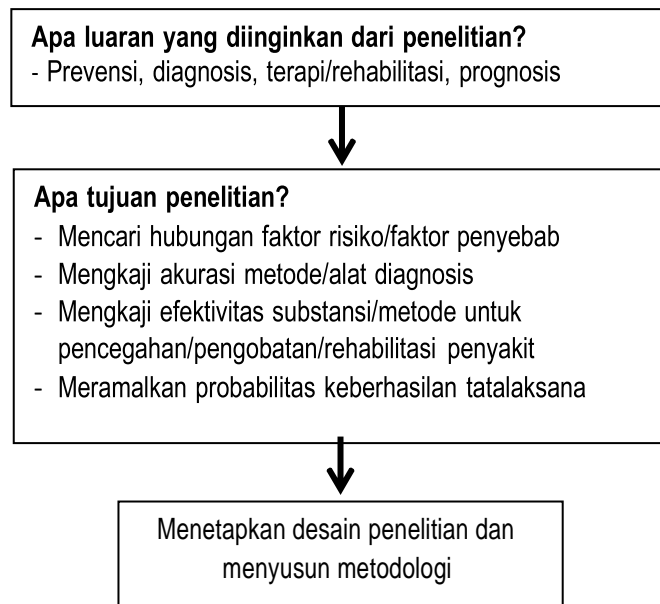 Apa luaran yang diinginkan dari penelitian?
- Prevensi, diagnosis, terapi/rehabilitasi, prognosis
Apa tujuan penelitian?
- Mencari hubungan faktor risiko/faktor penyebab
- Mengkaji akurasi metode/alat diagnosis
- Mengkaji efektivitas substansi/metode untuk
pencegahan/pengobatan/rehabilitasi penyakit
- Meramalkan probabilitas keberhasilan tatalaksana
Menetapkan desain penelitian dan
menyusun metodologi